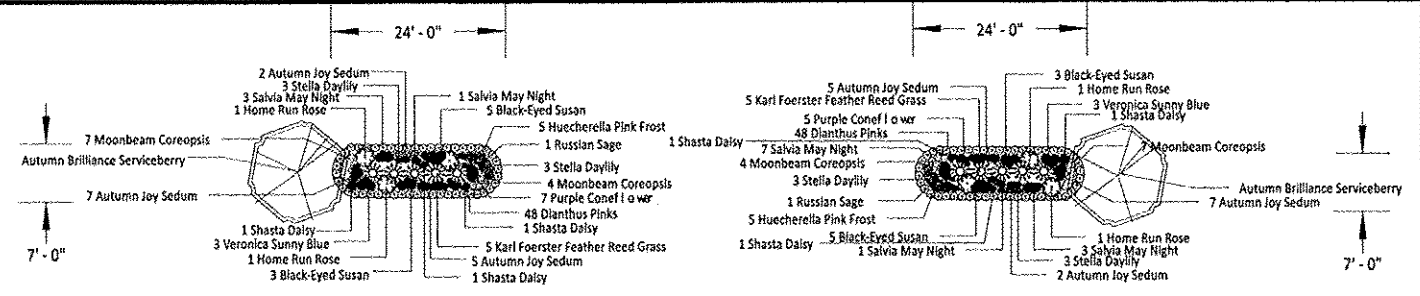 24' - 0"
2 Autumn Joy Sedum
3 Stella Daylily
3 Salvia May Night
1 Home Run Rose
1 Salvia May Night
5 Black-Eyed Susan
7 Moonbeam Coreopsis
Autumn Brilliance Serviceberry
7 Autumn Joy Sedum
7' - 0"
5 Huecherella Pink Frost
1 Russian Sage
3 Stella Daylily
4 Moonbeam Coreopsis
7 Purple Conefl ower
48 Dianthus Pinks
1 Shasta Daisy
1 Shasta Daisy
3 Veronica Sunny Blue
1 Home Run Rose
3 Black-Eyed Susan
5 Karl Foerster Feather Reed Grass
5 Autumn Joy Sedum
1 Shasta Daisy
24' - 0"
5 Autumn Joy Sedum
5 Karl Foerster Feather Reed Grass
5 Purple Conefl ower
48 Dianthus Pinks
1 Shasta Daisy
7 Salvia May Night
4 Moonbeam Coreopsis
3 Stella Daylily
1 Russian Sage
5 Huecherella Pink Frost
5 Black-Eyed Susan
1 Shasta Daisy
1 Salvia May Night
3 Black-Eyed Susan
1 Home Run Rose
3 Veronica Sunny Blue
1 Shasta Daisy
7 Moonbeam Coreopsis
Autumn Brilliance Serviceberry
7 Autumn Joy Sedum
1 Home Run Rose
3 Salvia May Night
3 Stella Daylily
2 Autumn Joy Sedum
7' - 0"